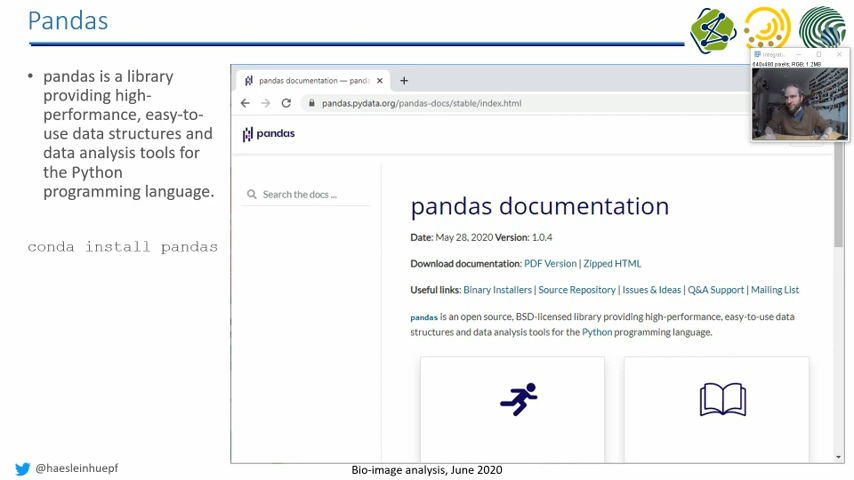 Pandas
• pandas is a library
providing high-
performance, easy-to-
use data structures and
data analysis tools for
the Python
programming language.
conda install pandas
pandas documentation — panda
pandas.pydata.org/pandas-docs/stable/index.html
640x480 pixels; RGB; 1.2MB
pandas
Search the docs ...
pandas documentation
Date: May 28, 2020 Version: 1.0.4
Download documentation: PDF Version | Zipped HTML
Useful links: Binary Installers | Source Repository | Issues & Ideas | Q&A Support | Mailing List
pandas is an open source, BSD-licensed library providing high-performance, easy-to-use data
structures and data analysis tools for the Python programming language.
@haesleinhuepf
Bio-image analysis, June 2020